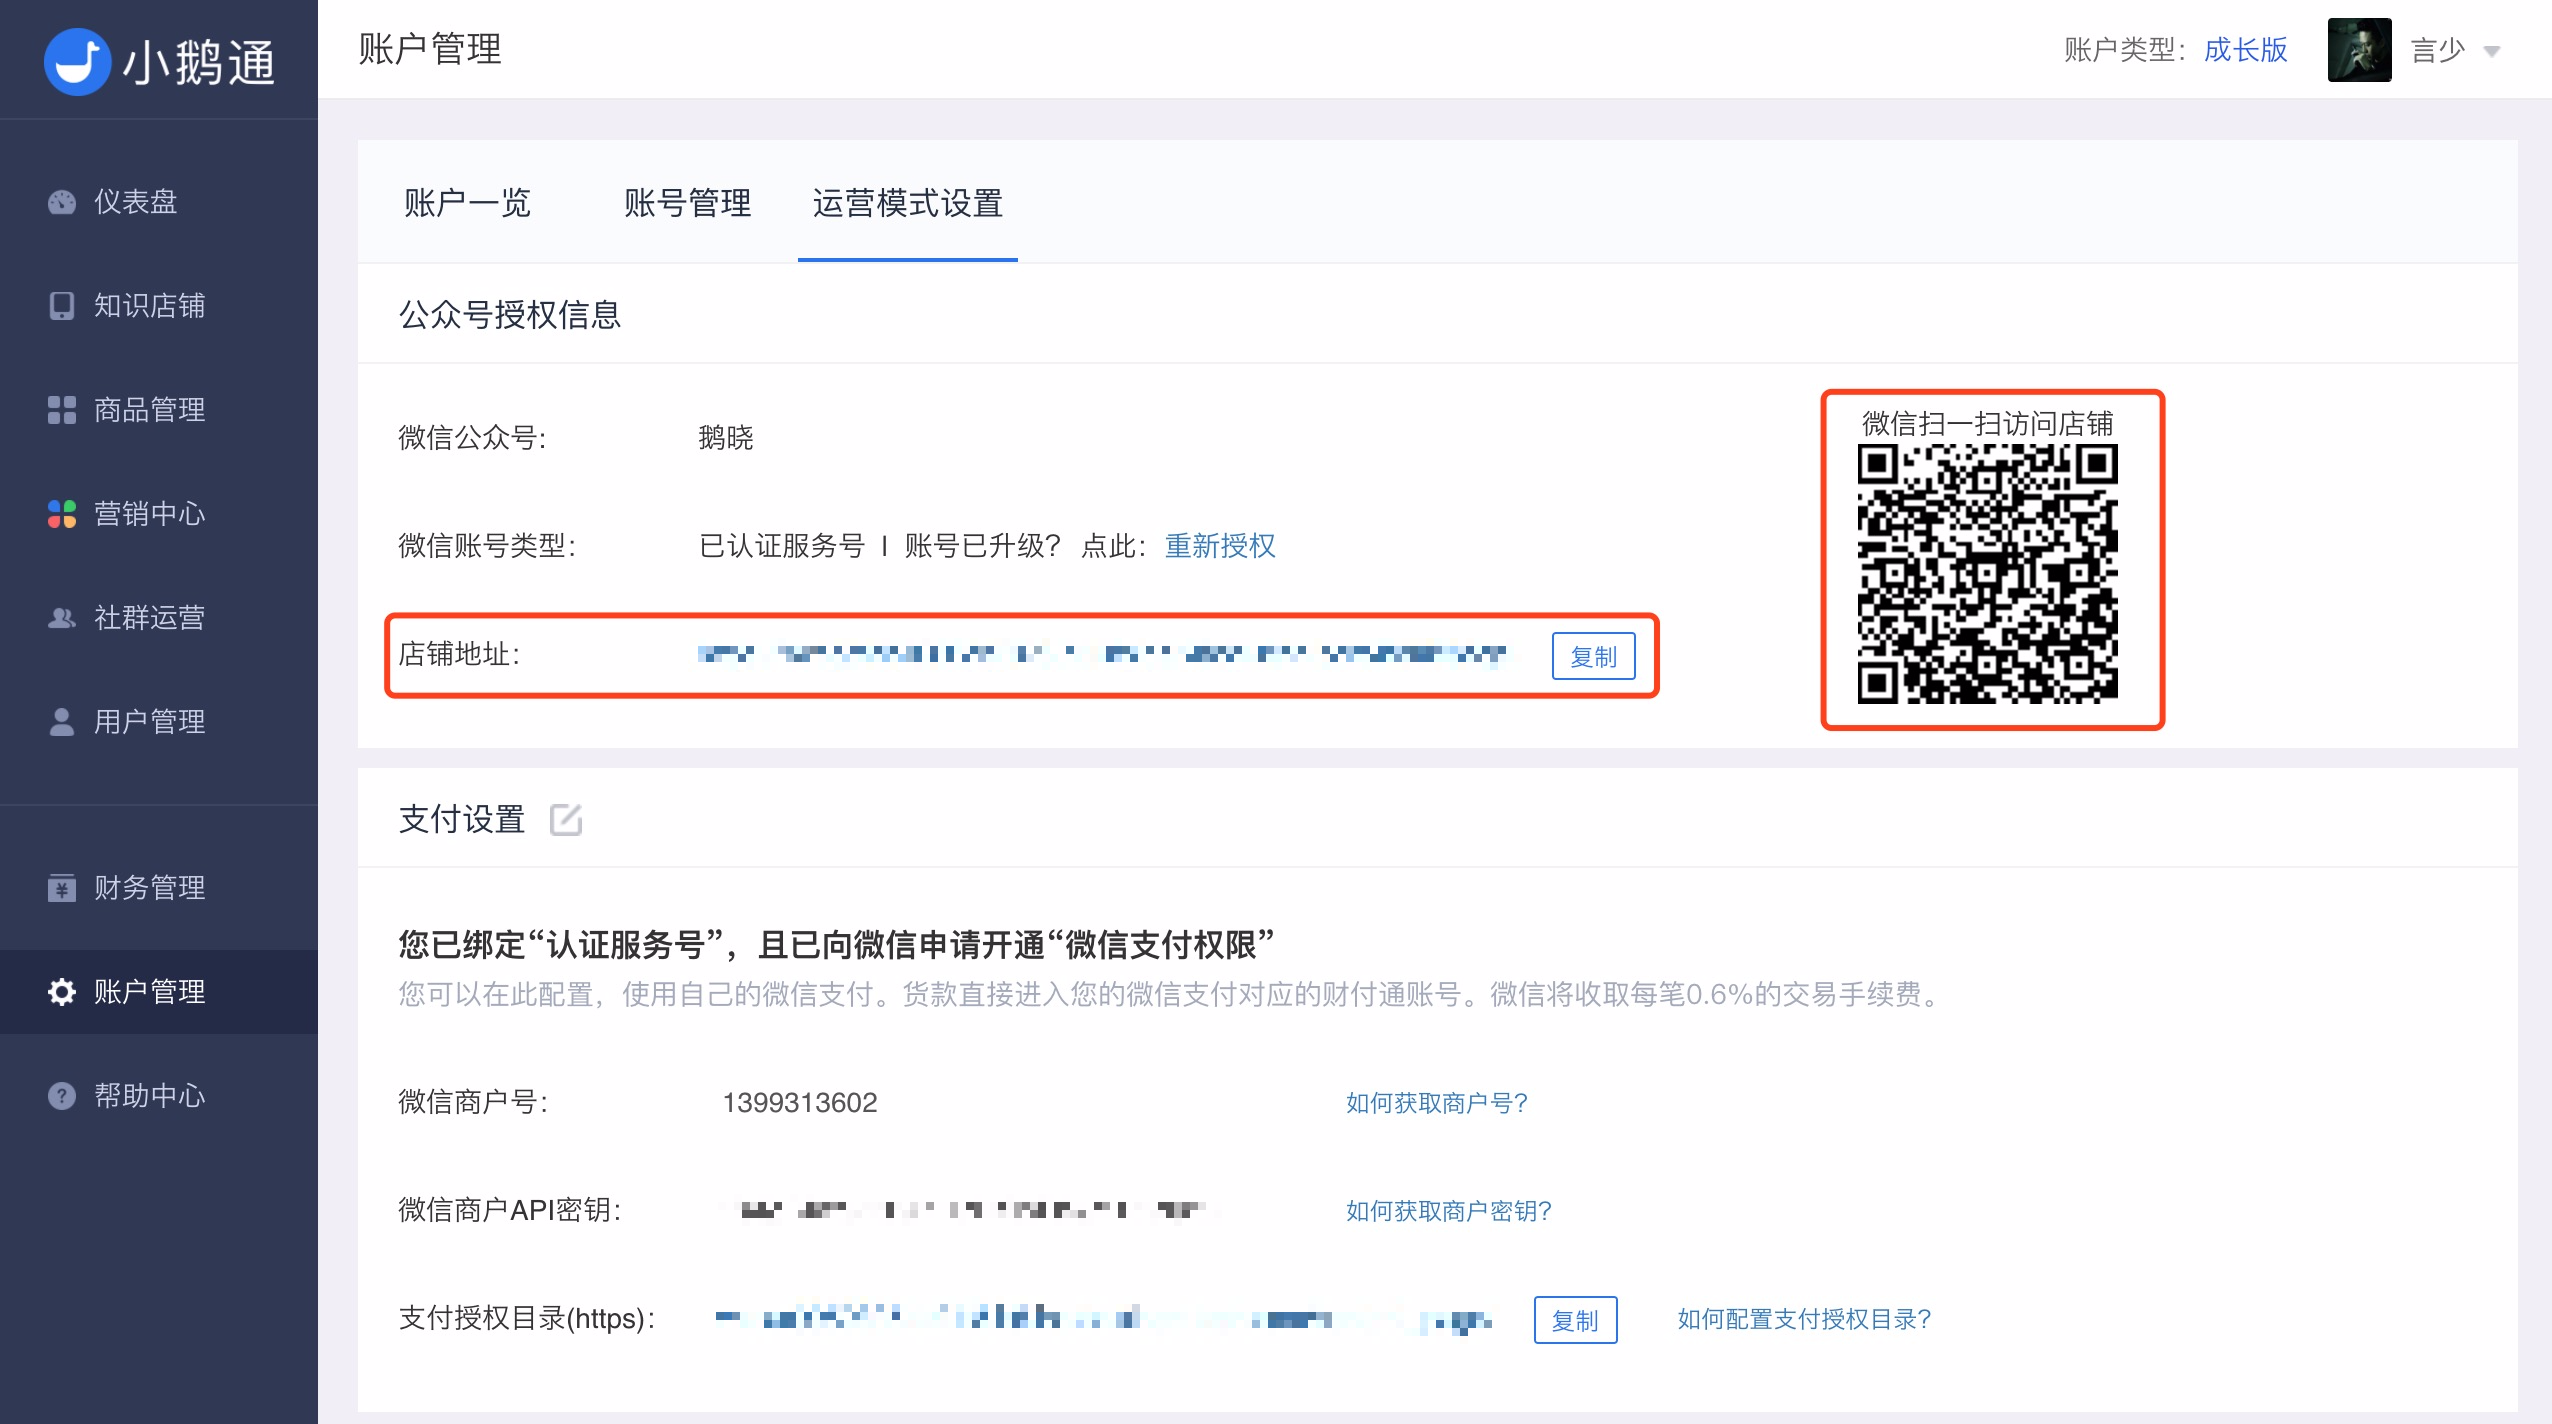 小鹅通
账户管理
账户类型： 成长版
言少
仪表盘
知识店铺
商品管理
营销中心
社群运营
用户管理
财务管理
账户管理
帮助中心
账户一览 账号管理 运营模式设置
公众号授权信息
微信公众号： 鹅晓
微信账号类型： 已认证服务号 | 账号已升级？ 点此： 重新授权
店铺地址： 复制
微信扫一扫访问店铺
支付设置
您已绑定“认证服务号”，且已向微信申请开通“微信支付权限”
您可以在此配置，使用自己的微信支付。货款直接进入您的微信支付对应的财付通账号。微信将收取每笔0.6%的交易手续费。
微信商户号： 1399313602 如何获取商户号？
微信商户API密钥： 如何获取商户密钥？
支付授权目录(https)： 复制 如何配置支付授权目录？